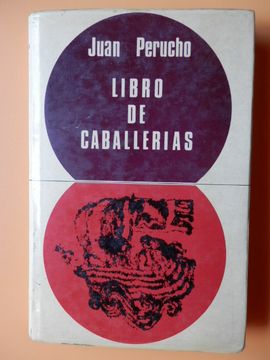 Juan Perucho
LIBRO
DE
CABALLERIAS